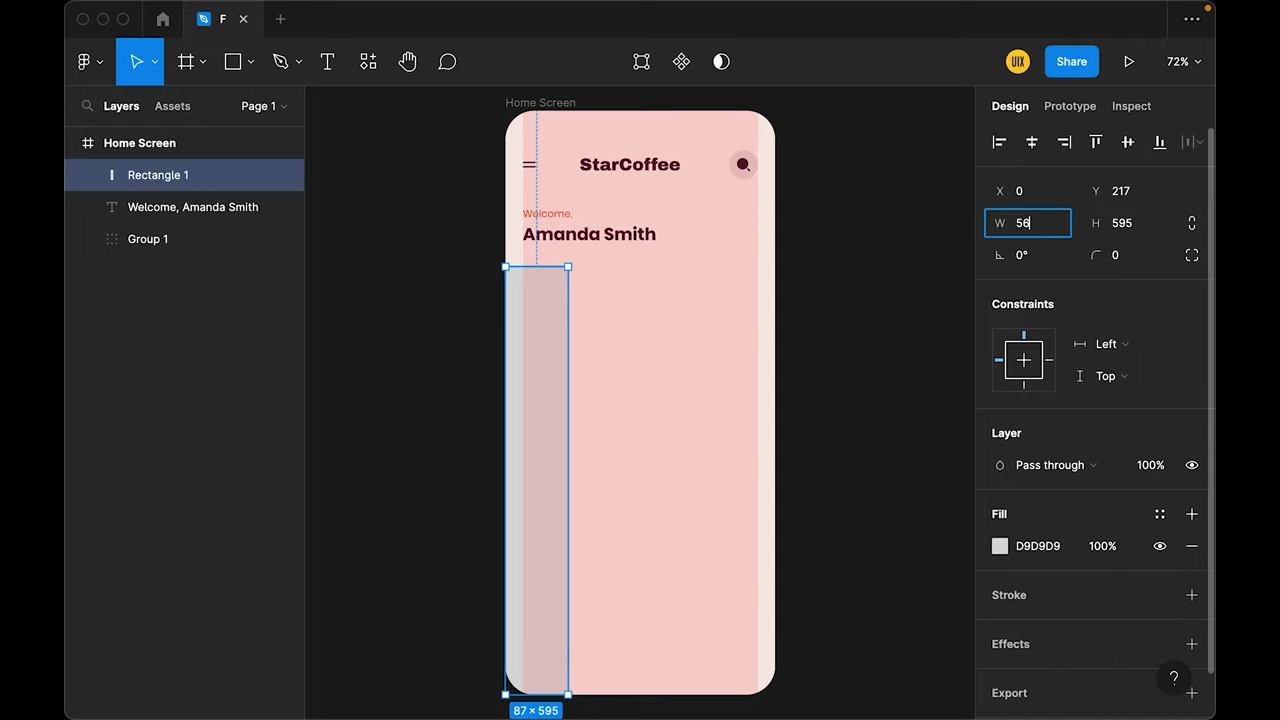 F
UIX
Share
72%
Layers
Assets
Page 1
Home Screen
Design
Prototype
Inspect
Home Screen
Rectangle 1
Welcome, Amanda Smith
Group 1
StarCoffee
Welcome,
Amanda Smith
87 × 595
X 0
Y 217
W 56
H 595
0°
0
Constraints
Left
Top
Layer
Pass through
100%
Fill
D9D9D9
100%
Stroke
Effects
Export
?